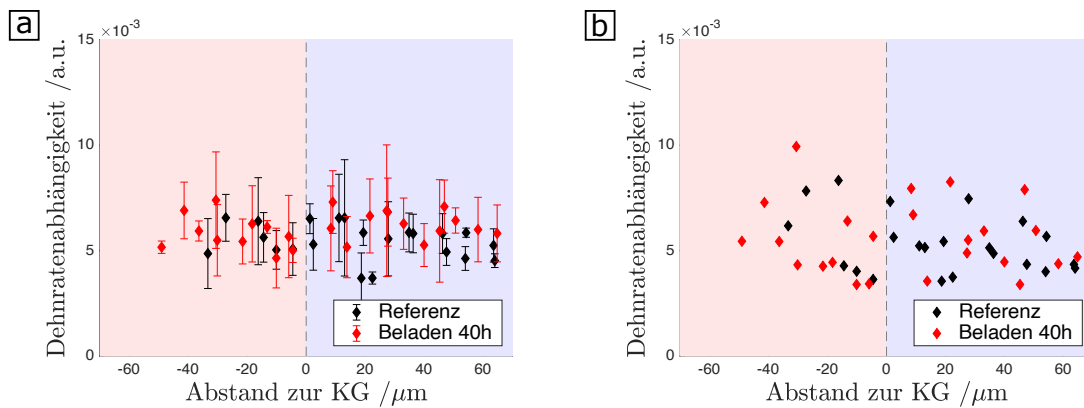 a
×10⁻³
Dehnratenabhängigkeit /a.u.
15
10
5
0
-60 -40 -20 0 20 40 60
Abstand zur KG /μm
Referenz
Beladen 40h
b
×10⁻³
Dehnratenabhängigkeit /a.u.
15
10
5
0
-60 -40 -20 0 20 40 60
Abstand zur KG /μm
Referenz
Beladen 40h